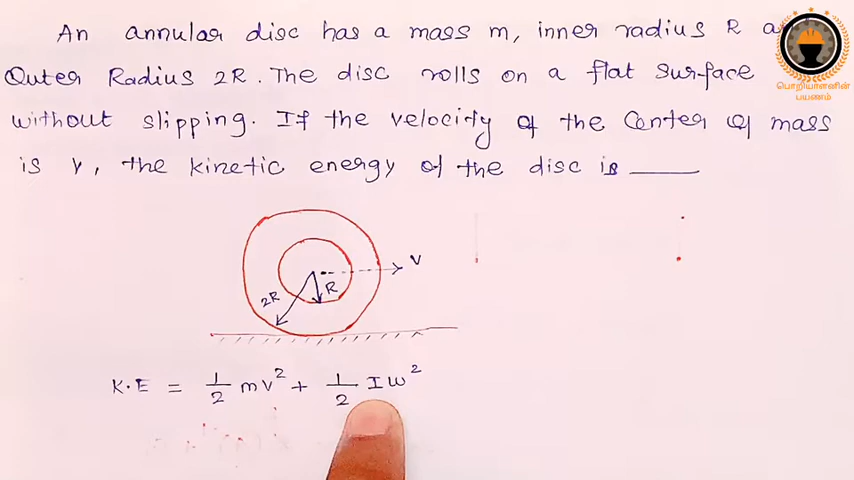 An annular disc has a mass m, inner radius R a
Outer Radius 2R. The disc rolls on a flat surface
without slipping. If the velocity of the center of mass
is v, the kinetic energy of the disc is ____
பொறியாளனின்
பயணம்
v
2R
R
K.E = 1/2 mv² + 1/2 Iω²